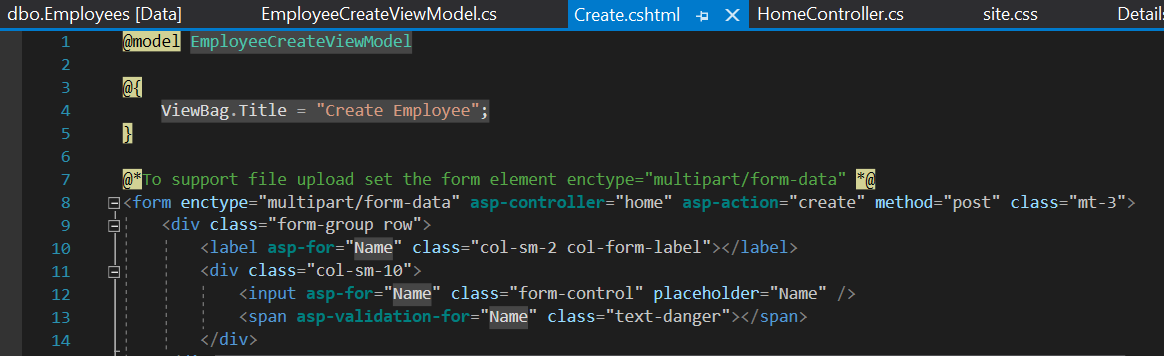 dbo.Employees [Data] EmployeeCreateViewModel.cs Create.cshtml HomeController.cs site.css Details
1 @model EmployeeCreateViewModel
2
3 @{
4 ViewBag.Title = "Create Employee";
5 }
6
7 @*To support file upload set the form element enctype="multipart/form-data" *@
8 <form enctype="multipart/form-data" asp-controller="home" asp-action="create" method="post" class="mt-3">
9 <div class="form-group row">
10 <label asp-for="Name" class="col-sm-2 col-form-label"></label>
11 <div class="col-sm-10">
12 <input asp-for="Name" class="form-control" placeholder="Name" />
13 <span asp-validation-for="Name" class="text-danger"></span>
14 </div>